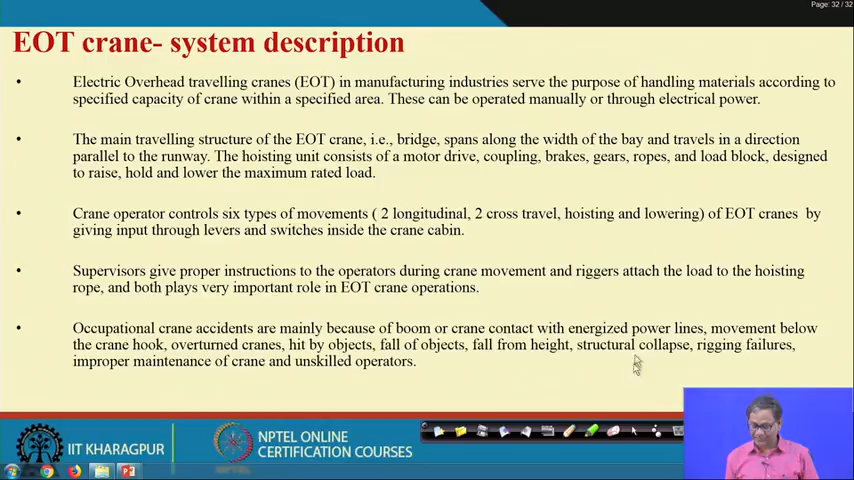 Page: 32 / 32
EOT crane- system description
• Electric Overhead travelling cranes (EOT) in manufacturing industries serve the purpose of handling materials according to
specified capacity of crane within a specified area. These can be operated manually or through electrical power.
• The main travelling structure of the EOT crane, i.e., bridge, spans along the width of the bay and travels in a direction
parallel to the runway. The hoisting unit consists of a motor drive, coupling, brakes, gears, ropes, and load block, designed
to raise, hold and lower the maximum rated load.
• Crane operator controls six types of movements ( 2 longitudinal, 2 cross travel, hoisting and lowering) of EOT cranes by
giving input through levers and switches inside the crane cabin.
• Supervisors give proper instructions to the operators during crane movement and riggers attach the load to the hoisting
rope, and both plays very important role in EOT crane operations.
• Occupational crane accidents are mainly because of boom or crane contact with energized power lines, movement below
the crane hook, overturned cranes, hit by objects, fall of objects, fall from height, structural collapse, rigging failures,
improper maintenance of crane and unskilled operators.
IIT KHARAGPUR
NPTEL ONLINE
CERTIFICATION COURSES
NPTEL